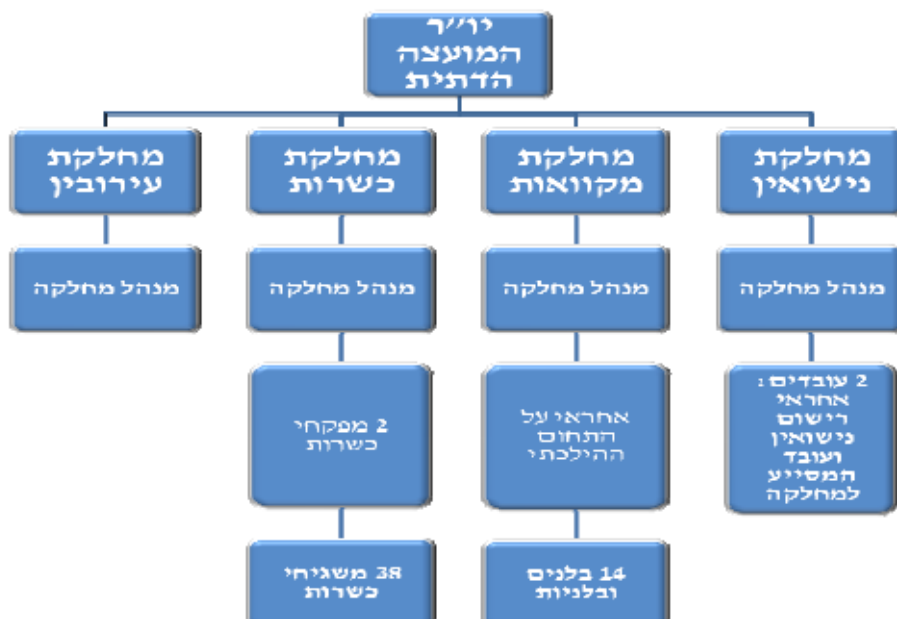 יו"ר
המועצה
הדתית
מחלקת
נישואין
מחלקת
מקוואות
מחלקת
כשרות
מחלקת
עירובין
מנהל מחלקה
מנהל מחלקה
מנהל מחלקה
מנהל מחלקה
2 עובדים:
אחראי
רישום
נישואין
ועובד
המסייע
למחלקה
אחראי על
התחום
ההילכתי
2 מפקחי
כשרות
14 בלנים
ובלניות
38 משגיחי
כשרות